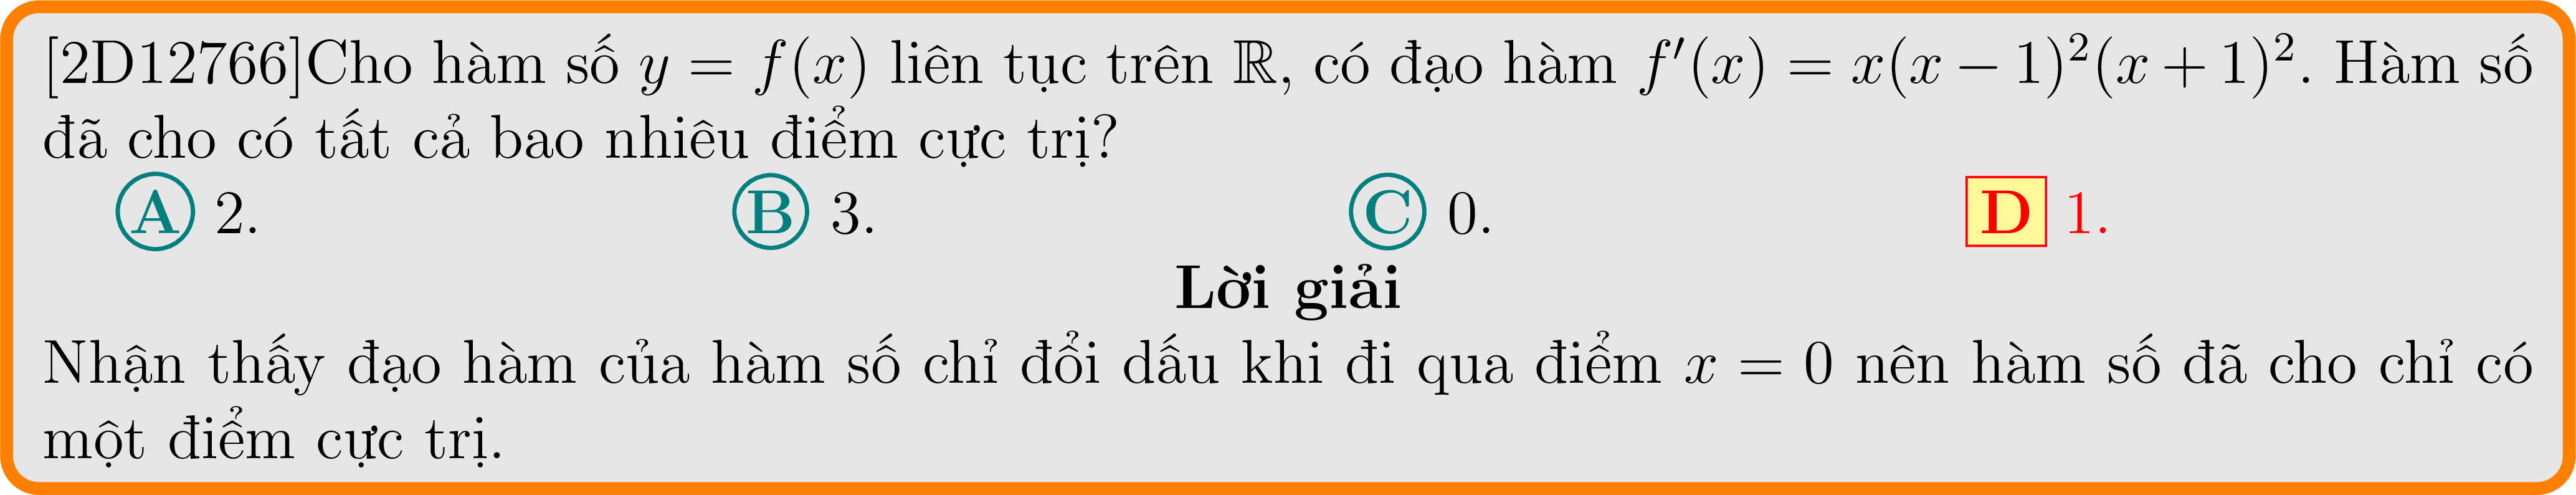 [2D12766]Cho hàm số y = f(x) liên tục trên ℝ, có đạo hàm f′(x) = x(x − 1)²(x + 1)². Hàm số
đã cho có tất cả bao nhiêu điểm cực trị?
A 2. B 3. C 0. D 1.
Lời giải
Nhận thấy đạo hàm của hàm số chỉ đổi dấu khi đi qua điểm x = 0 nên hàm số đã cho chỉ có
một điểm cực trị.